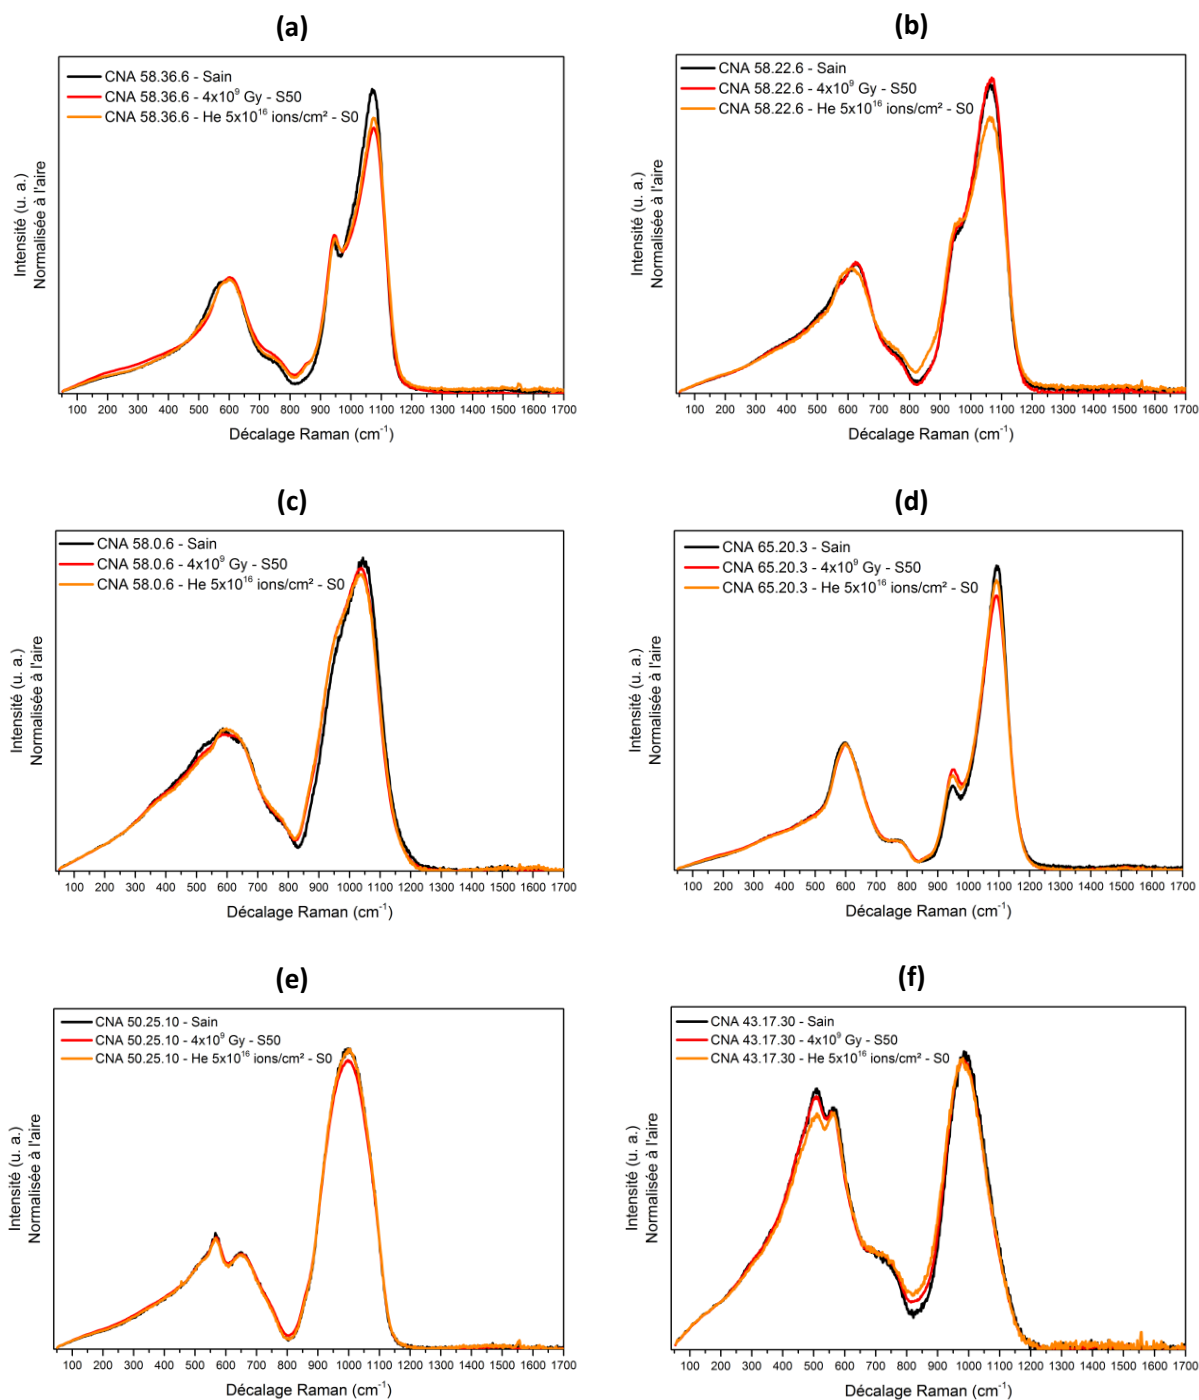 (a)
CNA 58.36.6 - Sain
CNA 58.36.6 - 4x10⁹ Gy - S50
CNA 58.36.6 - He 5x10¹⁶ ions/cm² - S0
Intensité (u. a.)
Normalisée à l'aire
100 200 300 400 500 600 700 800 900 1000 1100 1200 1300 1400 1500 1600 1700
Décalage Raman (cm⁻¹)
(b)
CNA 58.22.6 - Sain
CNA 58.22.6 - 4x10⁹ Gy - S50
CNA 58.22.6 - He 5x10¹⁶ ions/cm² - S0
Intensité (u. a.)
Normalisée à l'aire
100 200 300 400 500 600 700 800 900 1000 1100 1200 1300 1400 1500 1600 1700
Décalage Raman (cm⁻¹)
(c)
CNA 58.0.6 - Sain
CNA 58.0.6 - 4x10⁹ Gy - S50
CNA 58.0.6 - He 5x10¹⁶ ions/cm² - S0
Intensité (u. a.)
Normalisée à l'aire
100 200 300 400 500 600 700 800 900 1000 1100 1200 1300 1400 1500 1600 1700
Décalage Raman (cm⁻¹)
(d)
CNA 65.20.3 - Sain
CNA 65.20.3 - 4x10⁹ Gy - S50
CNA 65.20.3 - He 5x10¹⁶ ions/cm² - S0
Intensité (u. a.)
Normalisée à l'aire
100 200 300 400 500 600 700 800 900 1000 1100 1200 1300 1400 1500 1600 1700
Décalage Raman (cm⁻¹)
(e)
CNA 50.25.10 - Sain
CNA 50.25.10 - 4x10⁹ Gy - S50
CNA 50.25.10 - He 5x10¹⁶ ions/cm² - S0
Intensité (u. a.)
Normalisée à l'aire
100 200 300 400 500 600 700 800 900 1000 1100 1200 1300 1400 1500 1600 1700
Décalage Raman (cm⁻¹)
(f)
CNA 43.17.30 - Sain
CNA 43.17.30 - 4x10⁹ Gy - S50
CNA 43.17.30 - He 5x10¹⁶ ions/cm² - S0
Intensité (u. a.)
Normalisée à l'aire
100 200 300 400 500 600 700 800 900 1000 1100 1200 1300 1400 1500 1600 1700
Décalage Raman (cm⁻¹)